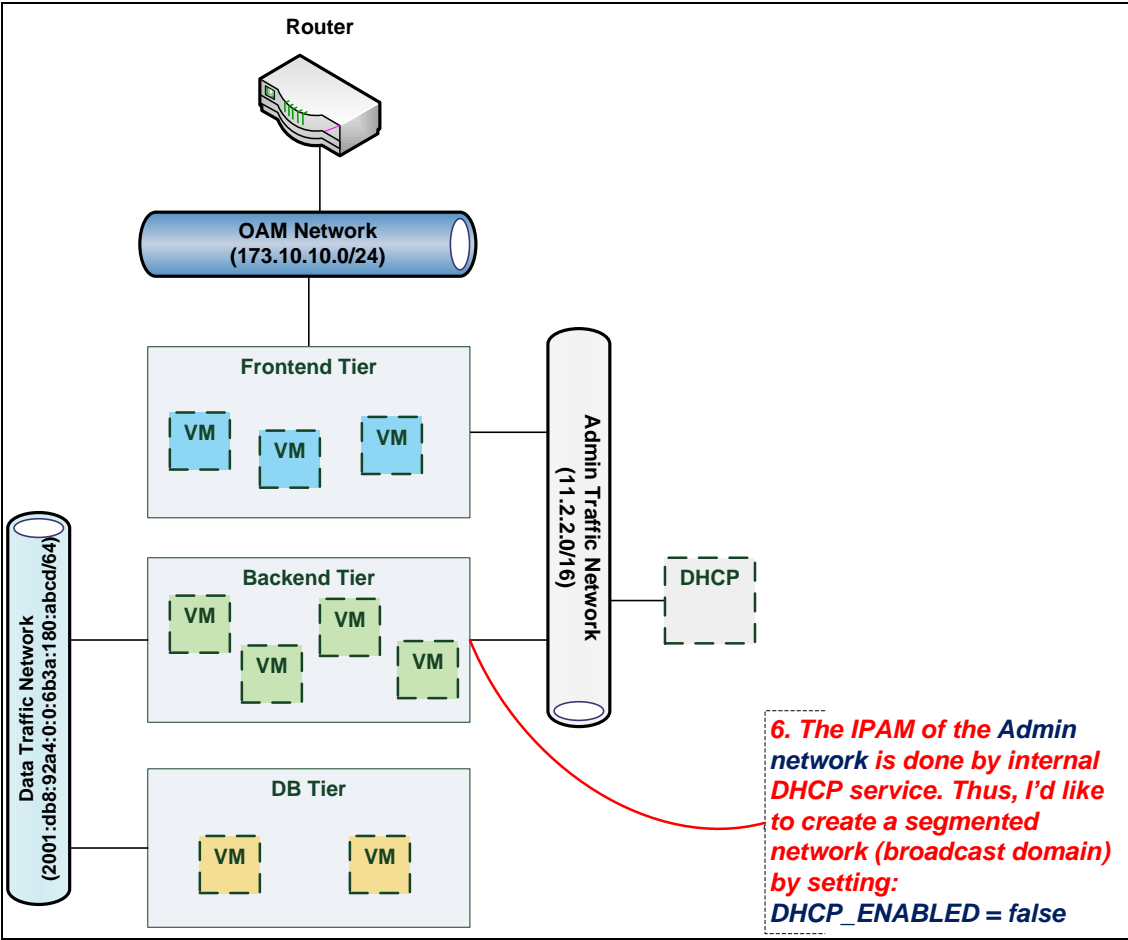 Router
OAM Network
(173.10.10.0/24)
Frontend Tier
VM
VM
VM
Admin Traffic Network
(11.2.2.0/16)
Data Traffic Network
(2001:db8:92a4:0:0:6b3a:180:abcd/64)
Backend Tier
VM
VM
VM
VM
DHCP
DB Tier
VM
VM
6. The IPAM of the Admin
network is done by internal
DHCP service. Thus, I’d like
to create a segmented
network (broadcast domain)
by setting:
DHCP_ENABLED = false